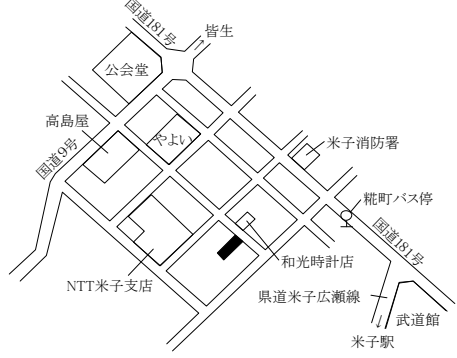 国道181号
皆生
公会堂
高島屋
やよい
国道9号
米子消防署
糀町バス停
国道181号
和光時計店
NTT米子支店
県道米子広瀬線
武道館
米子駅